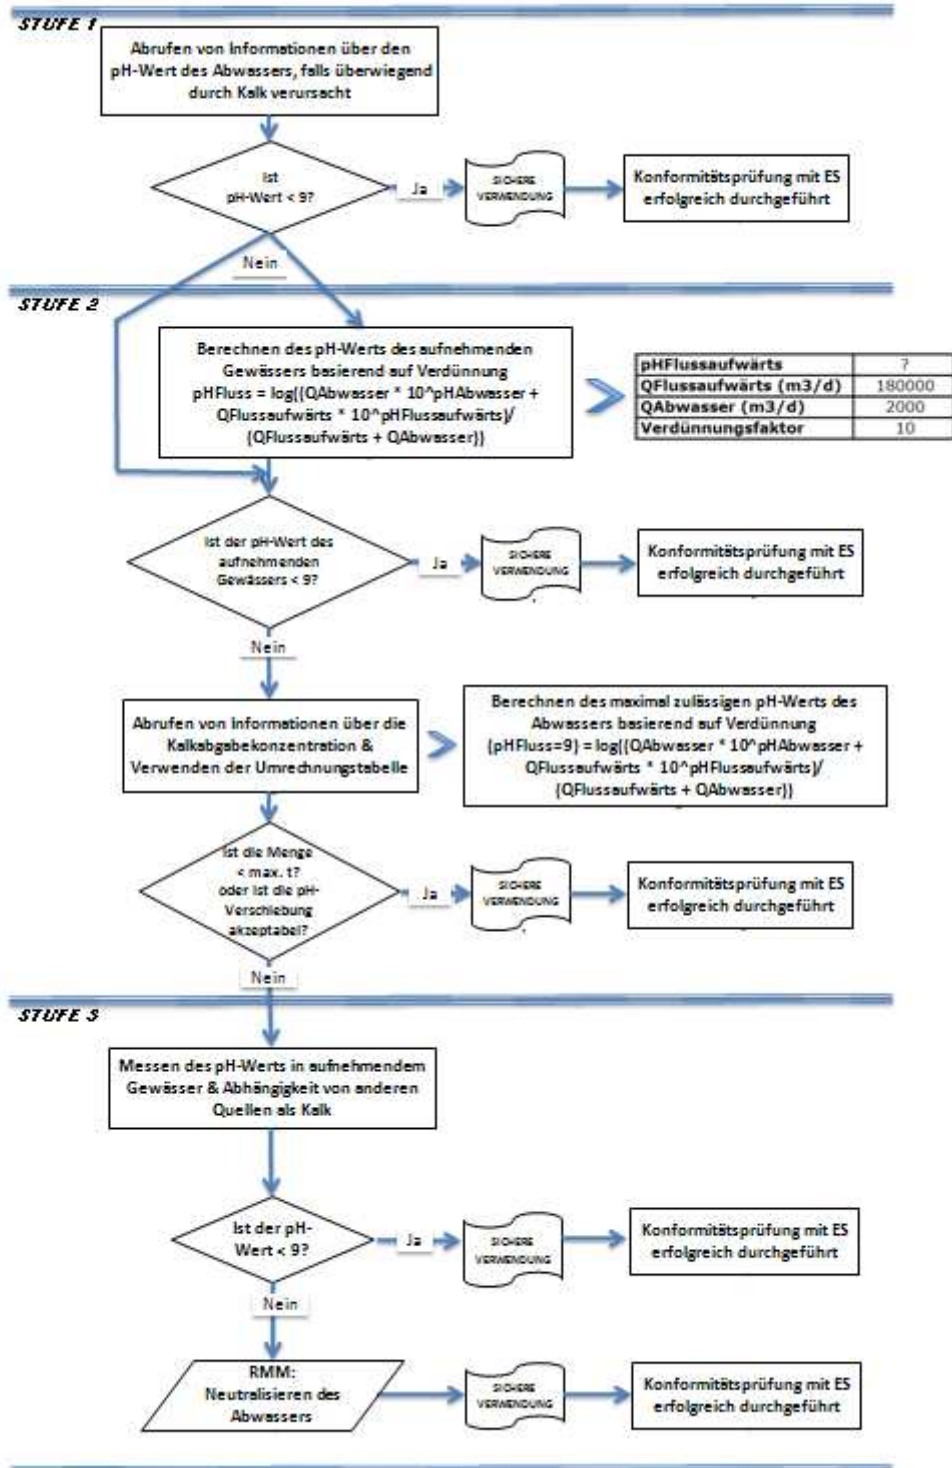 STUFE 1
Abrufen von Informationen über den
pH-Wert des Abwassers, falls überwiegend
durch Kalk verursacht
Ist
pH-Wert < 9?
Ja
SICHERE
VERWENDUNG
Konformitätsprüfung mit ES
erfolgreich durchgeführt
Nein
STUFE 2
Berechnen des pH-Werts des aufnehmenden
Gewässers basierend auf Verdünnung
pHFluss = log((QAbwasser * 10^pHAbwasser +
QFlussaufwärts * 10^pHFlussaufwärts)/
(QFlussaufwärts + QAbwasser))
pHFlussaufwärts ?
QFlussaufwärts (m3/d) 180000
QAbwasser (m3/d) 2000
Verdünnungsfaktor 10
Ist der pH-Wert des
aufnehmenden
Gewässers < 9?
Ja
SICHERE
VERWENDUNG
Konformitätsprüfung mit ES
erfolgreich durchgeführt
Nein
Abrufen von Informationen über die
Kalkabgabekonzentration &
Verwenden der Umrechnungstabelle
Berechnen des maximal zulässigen pH-Werts des
Abwassers basierend auf Verdünnung
(pHFluss=9) = log((QAbwasser * 10^pHAbwasser +
QFlussaufwärts * 10^pHFlussaufwärts)/
(QFlussaufwärts + QAbwasser))
Ist die Menge
< max. t?
oder ist die pH-
Verschiebung
akzeptabel?
Ja
SICHERE
VERWENDUNG
Konformitätsprüfung mit ES
erfolgreich durchgeführt
Nein
STUFE 3
Messen des pH-Werts in aufnehmendem
Gewässer & Abhängigkeit von anderen
Quellen als Kalk
Ist der pH-
Wert < 9?
Ja
SICHERE
VERWENDUNG
Konformitätsprüfung mit ES
erfolgreich durchgeführt
Nein
RMM:
Neutralisieren des
Abwassers
SICHERE
VERWENDUNG
Konformitätsprüfung mit ES
erfolgreich durchgeführt